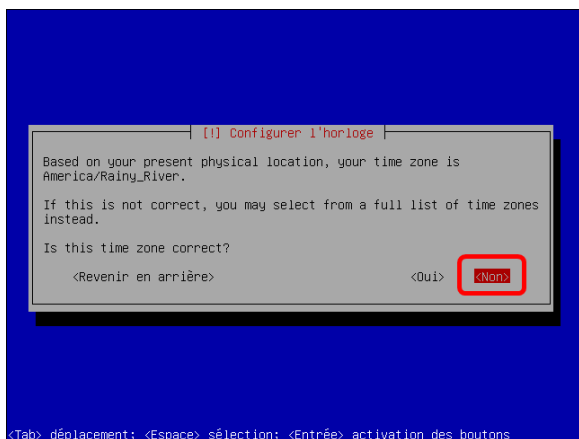 [!] Configurer l'horloge
Based on your present physical location, your time zone is
America/Rainy_River.
If this is not correct, you may select from a full list of time zones
instead.
Is this time zone correct?
<Revenir en arrière> <Oui> <Non>
<Tab> déplacement; <Espace> sélection; <Entrée> activation des boutons